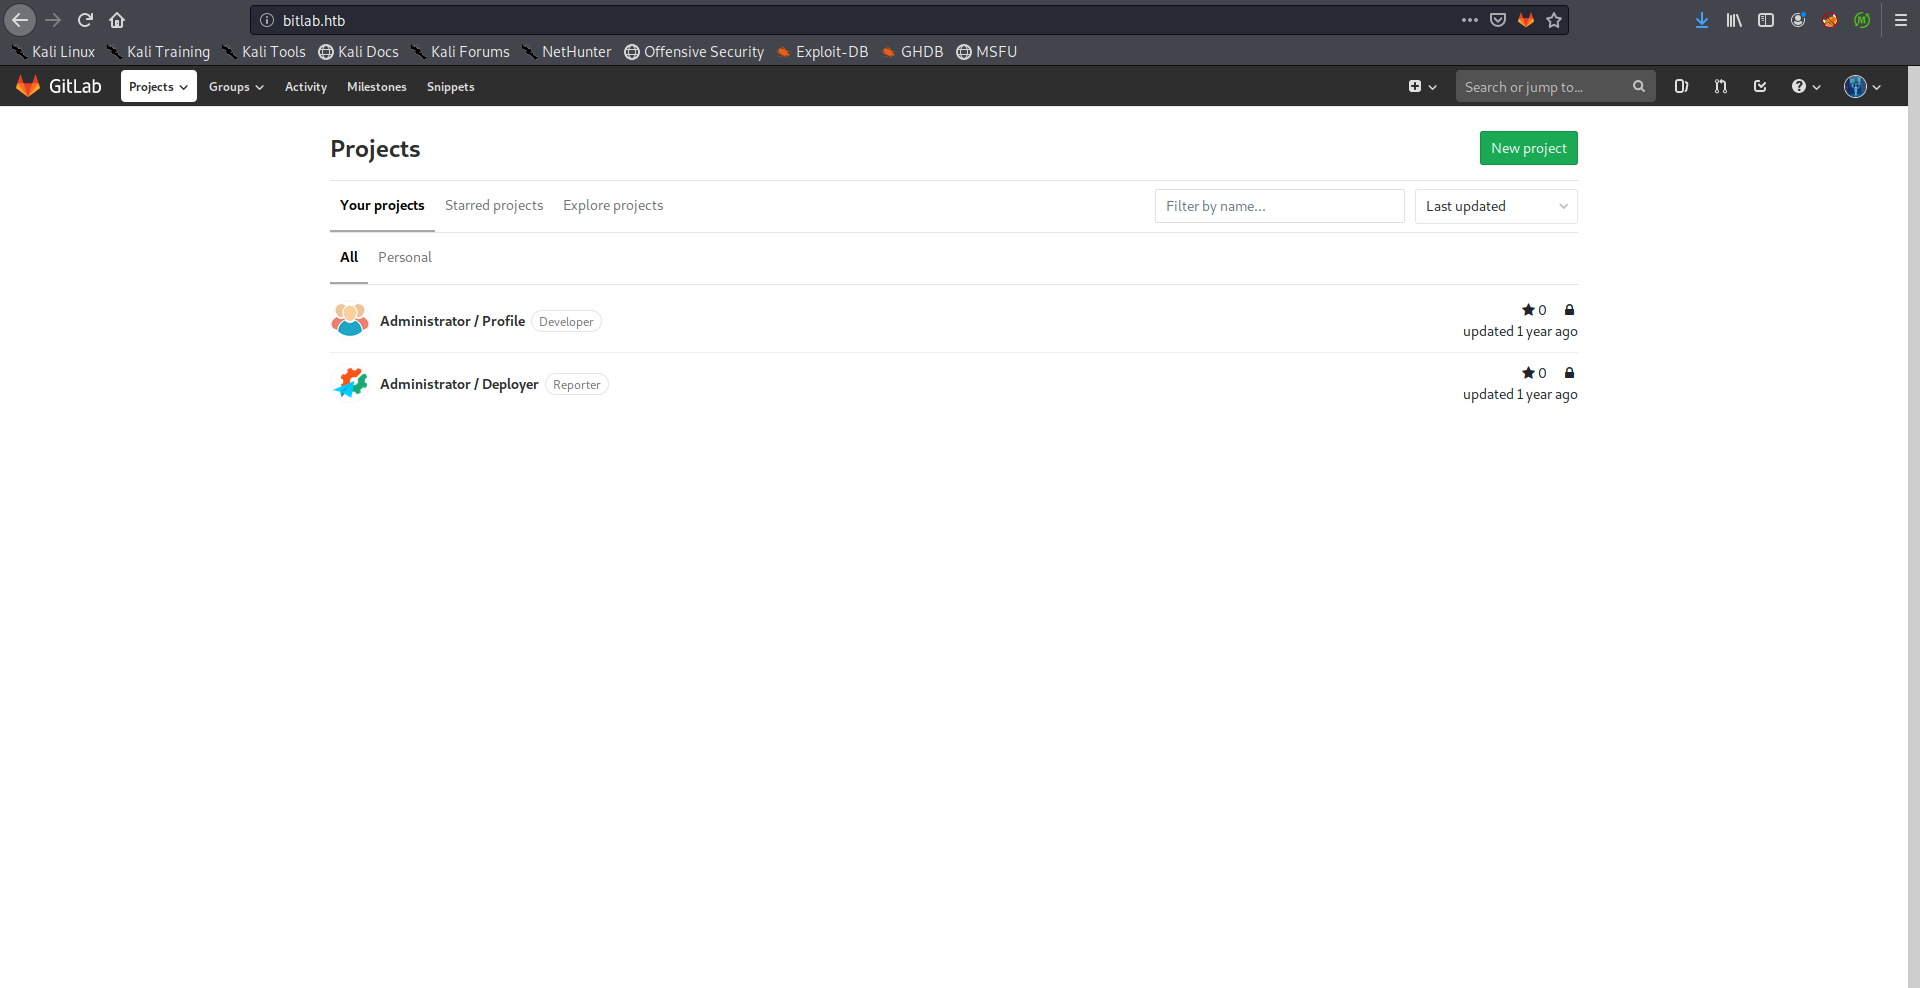 bitlab.htb
Kali Linux Kali Training Kali Tools Kali Docs Kali Forums NetHunter Offensive Security Exploit-DB GHDB MSFU
GitLab Projects Groups Activity Milestones Snippets Search or jump to...
Projects New project
Your projects Starred projects Explore projects Filter by name... Last updated
All Personal
Administrator / Profile Developer 0
updated 1 year ago
Administrator / Deployer Reporter 0
updated 1 year ago